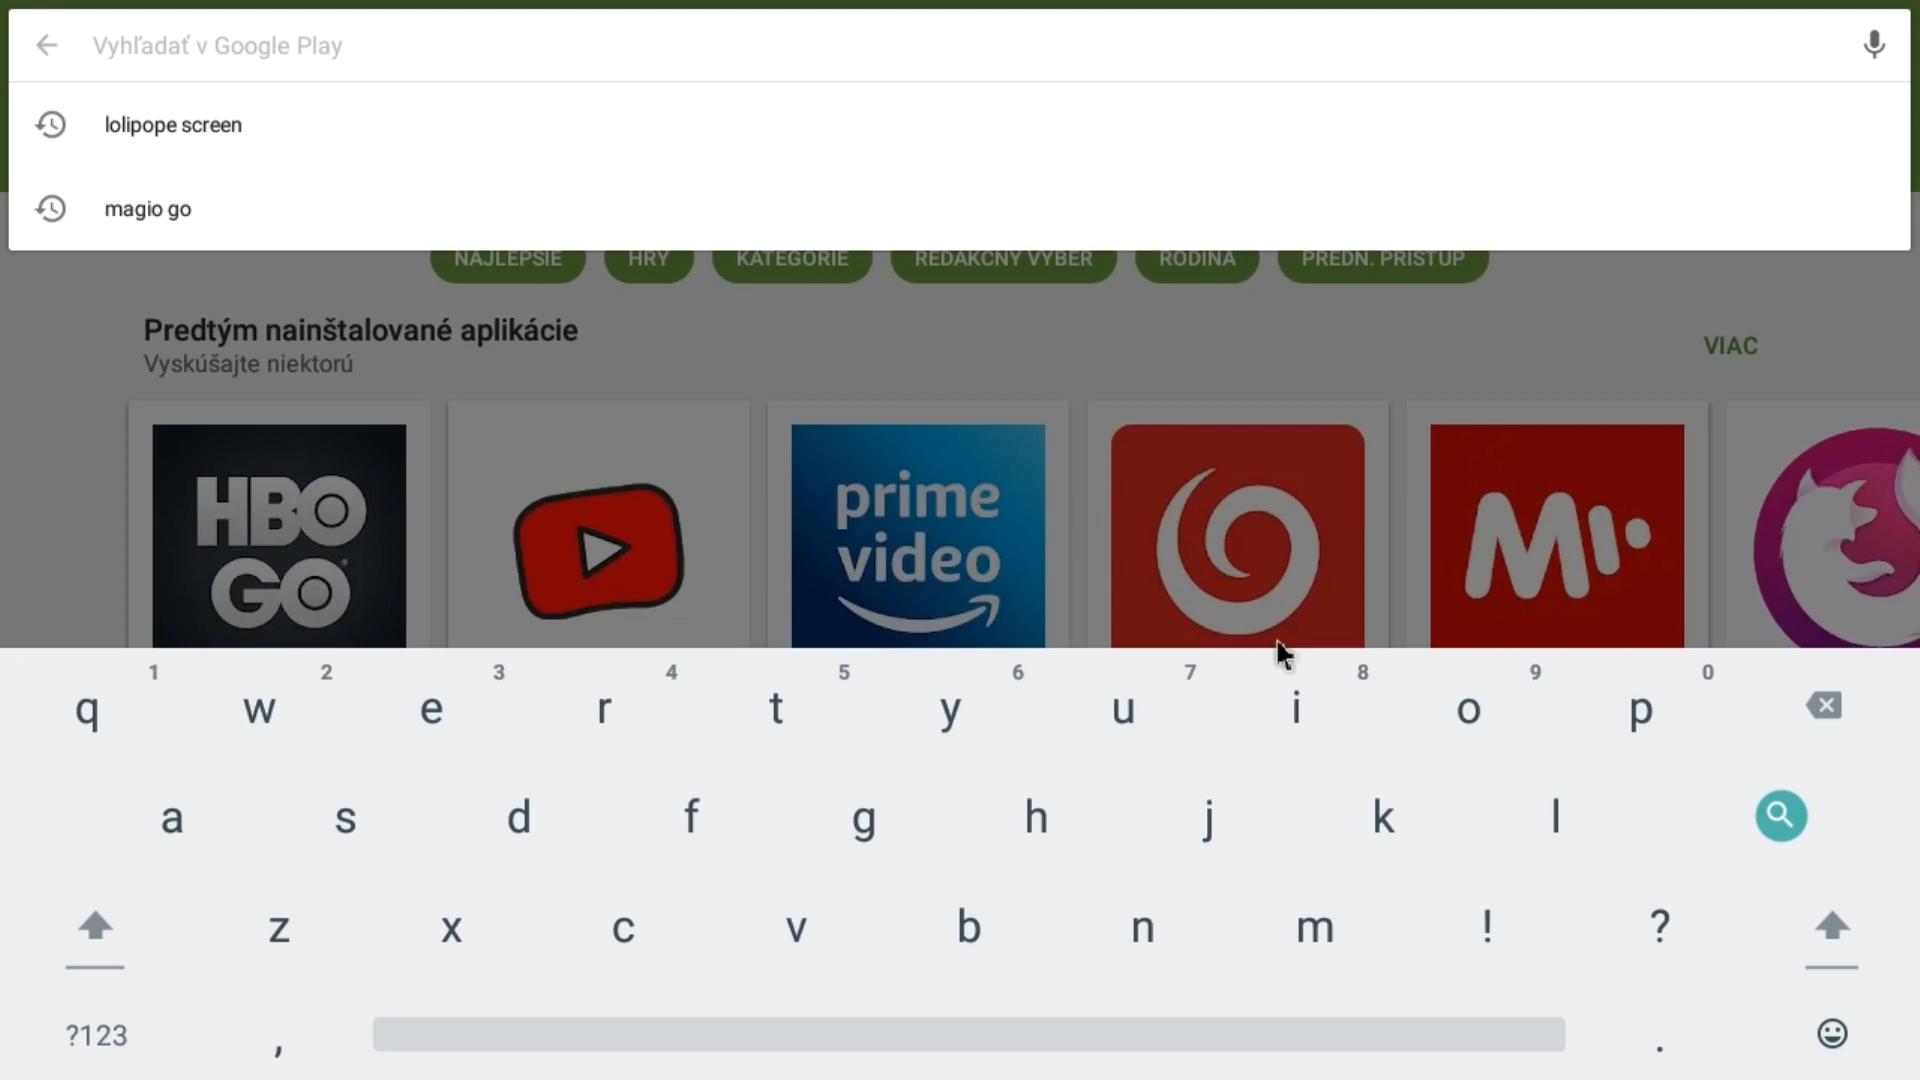 Vyhľadať v Google Play
lolipope screen
magio go
NAJLEPŠIE HRY KATEGÓRIE REDAKČNÝ VÝBER RODINA PREDN. PRÍSTUP
Predtým nainštalované aplikácie
Vyskúšajte niektorú
VIAC
HBO
GO
prime
video
1 2 3 4 5 6 7 8 9 0
q w e r t y u i o p
a s d f g h j k l
z x c v b n m ! ?
?123 , .